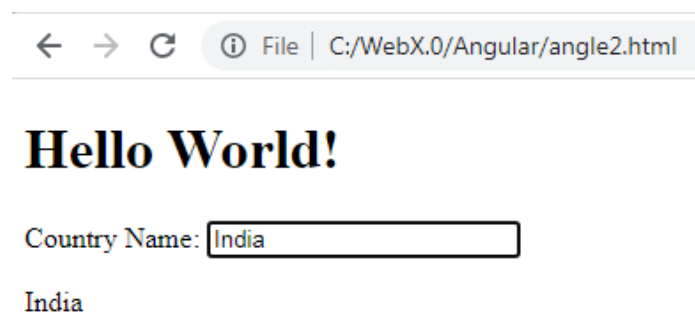 File | C:/WebX.0/Angular/angle2.html
Hello World!
Country Name: India
India